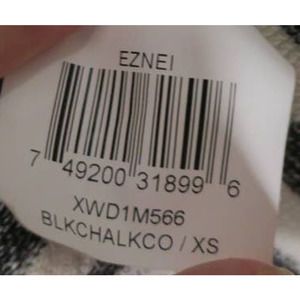 EZNEI
7 49200 31899 6
XWD1M566
BLKCHALKCO / XS